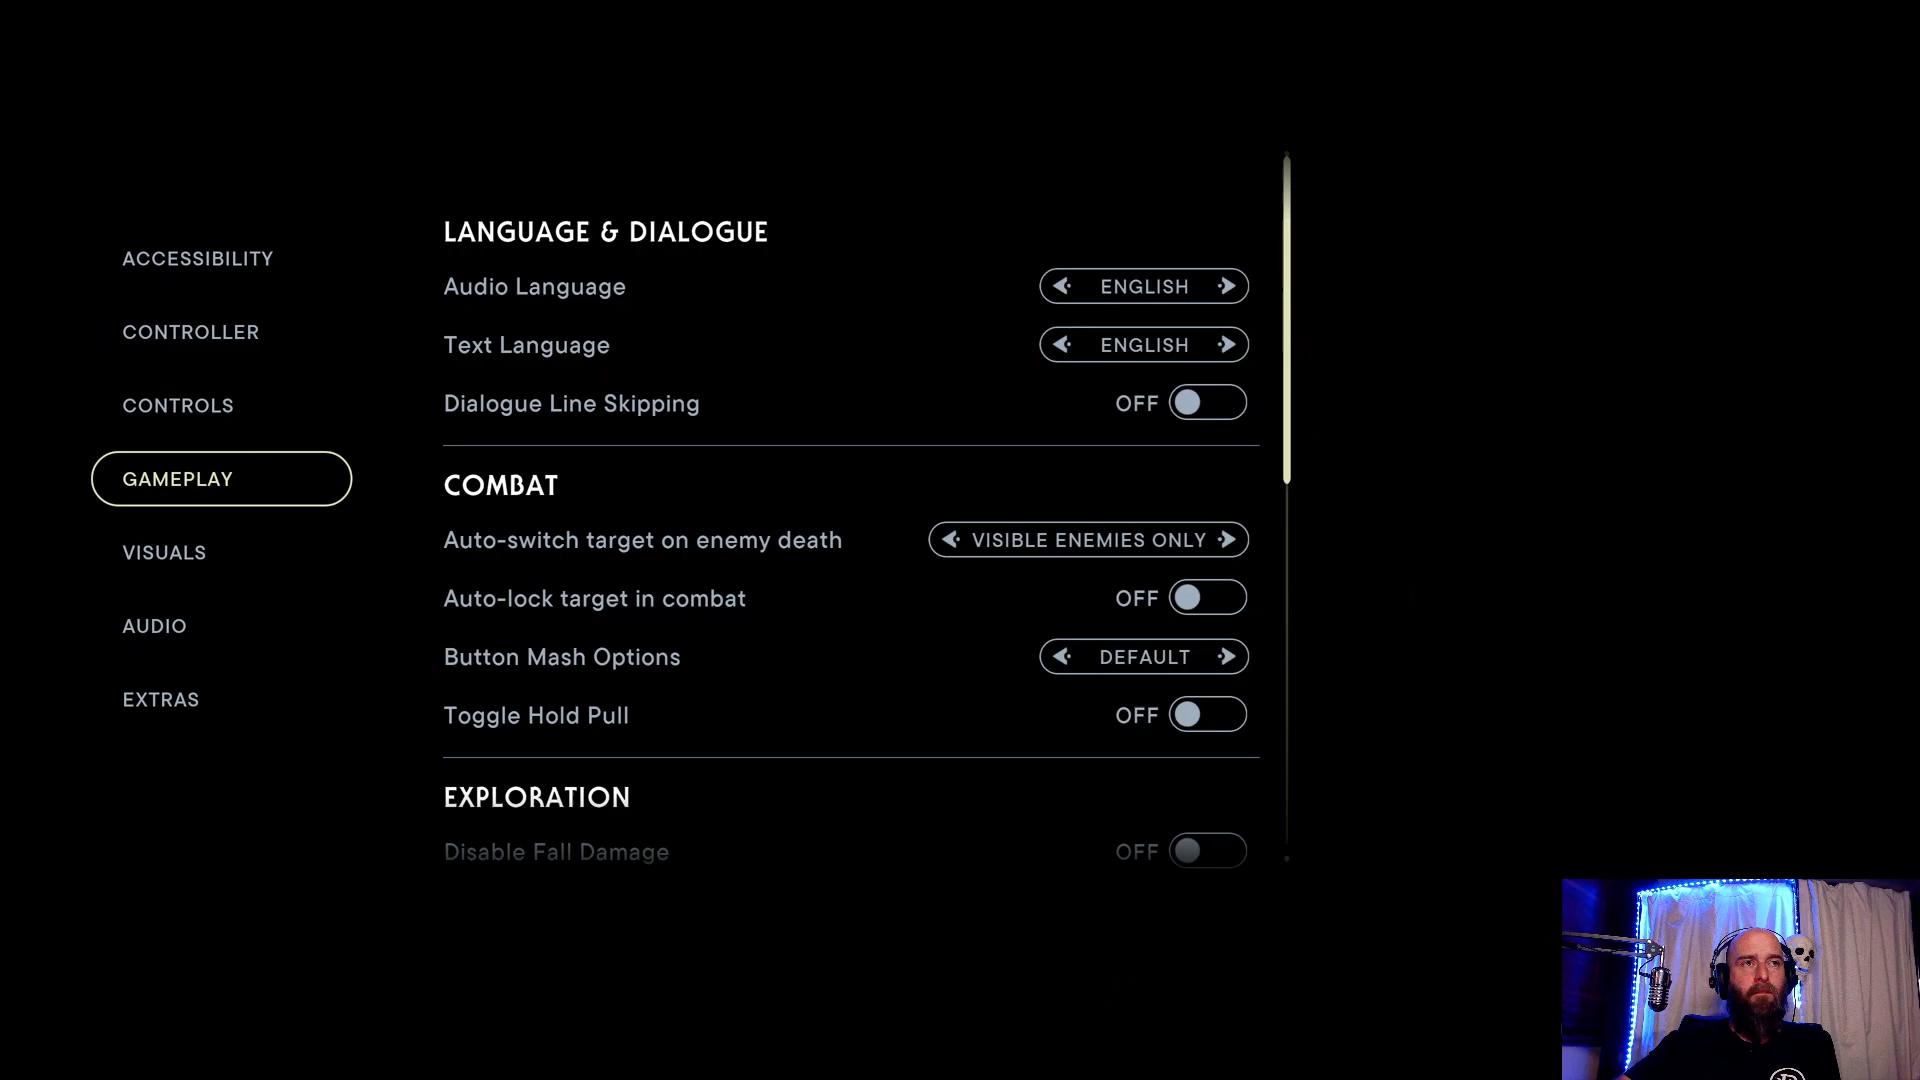 ACCESSIBILITY
CONTROLLER
CONTROLS
GAMEPLAY
VISUALS
AUDIO
EXTRAS
LANGUAGE & DIALOGUE
Audio Language ENGLISH
Text Language ENGLISH
Dialogue Line Skipping OFF
COMBAT
Auto-switch target on enemy death VISIBLE ENEMIES ONLY
Auto-lock target in combat OFF
Button Mash Options DEFAULT
Toggle Hold Pull OFF
EXPLORATION
Disable Fall Damage OFF